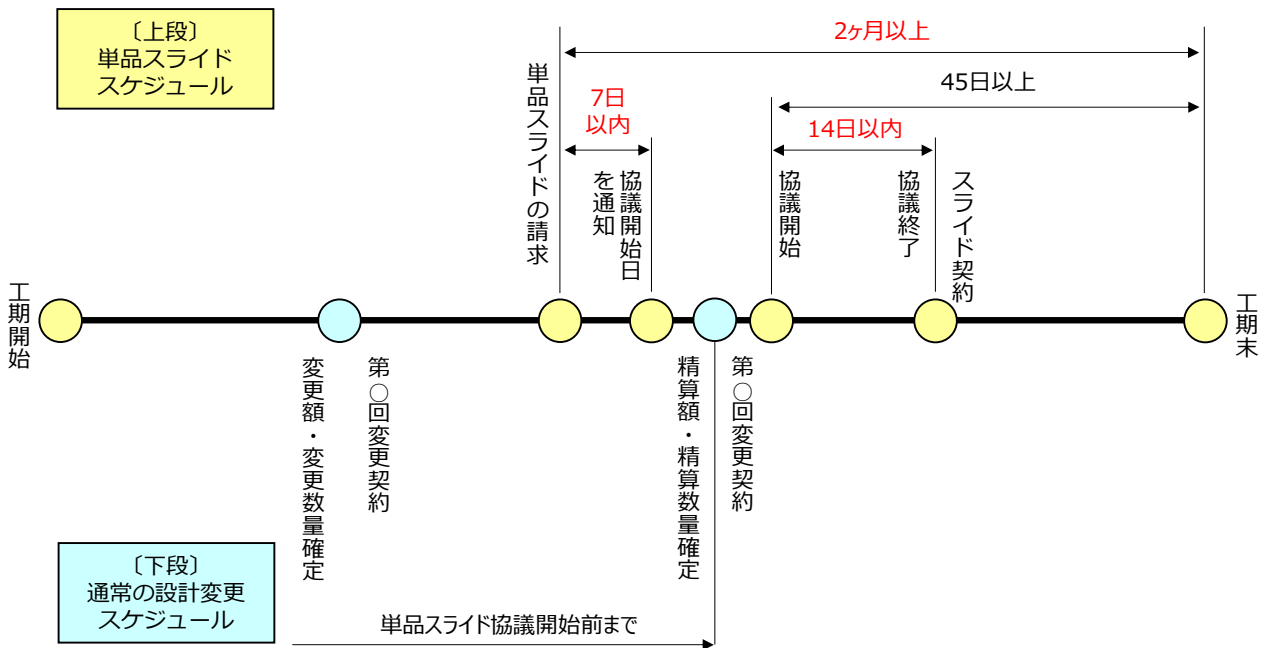 〔上段〕
単品スライド
スケジュール
2ヶ月以上
45日以上
7日
以内
14日以内
単品スライドの請求
協議開始日
を通知
協議開始
協議終了
スライド契約
工期開始
工期末
変更額・変更数量確定
第○回変更契約
精算額・精算数量確定
第○回変更契約
〔下段〕
通常の設計変更
スケジュール
単品スライド協議開始前まで